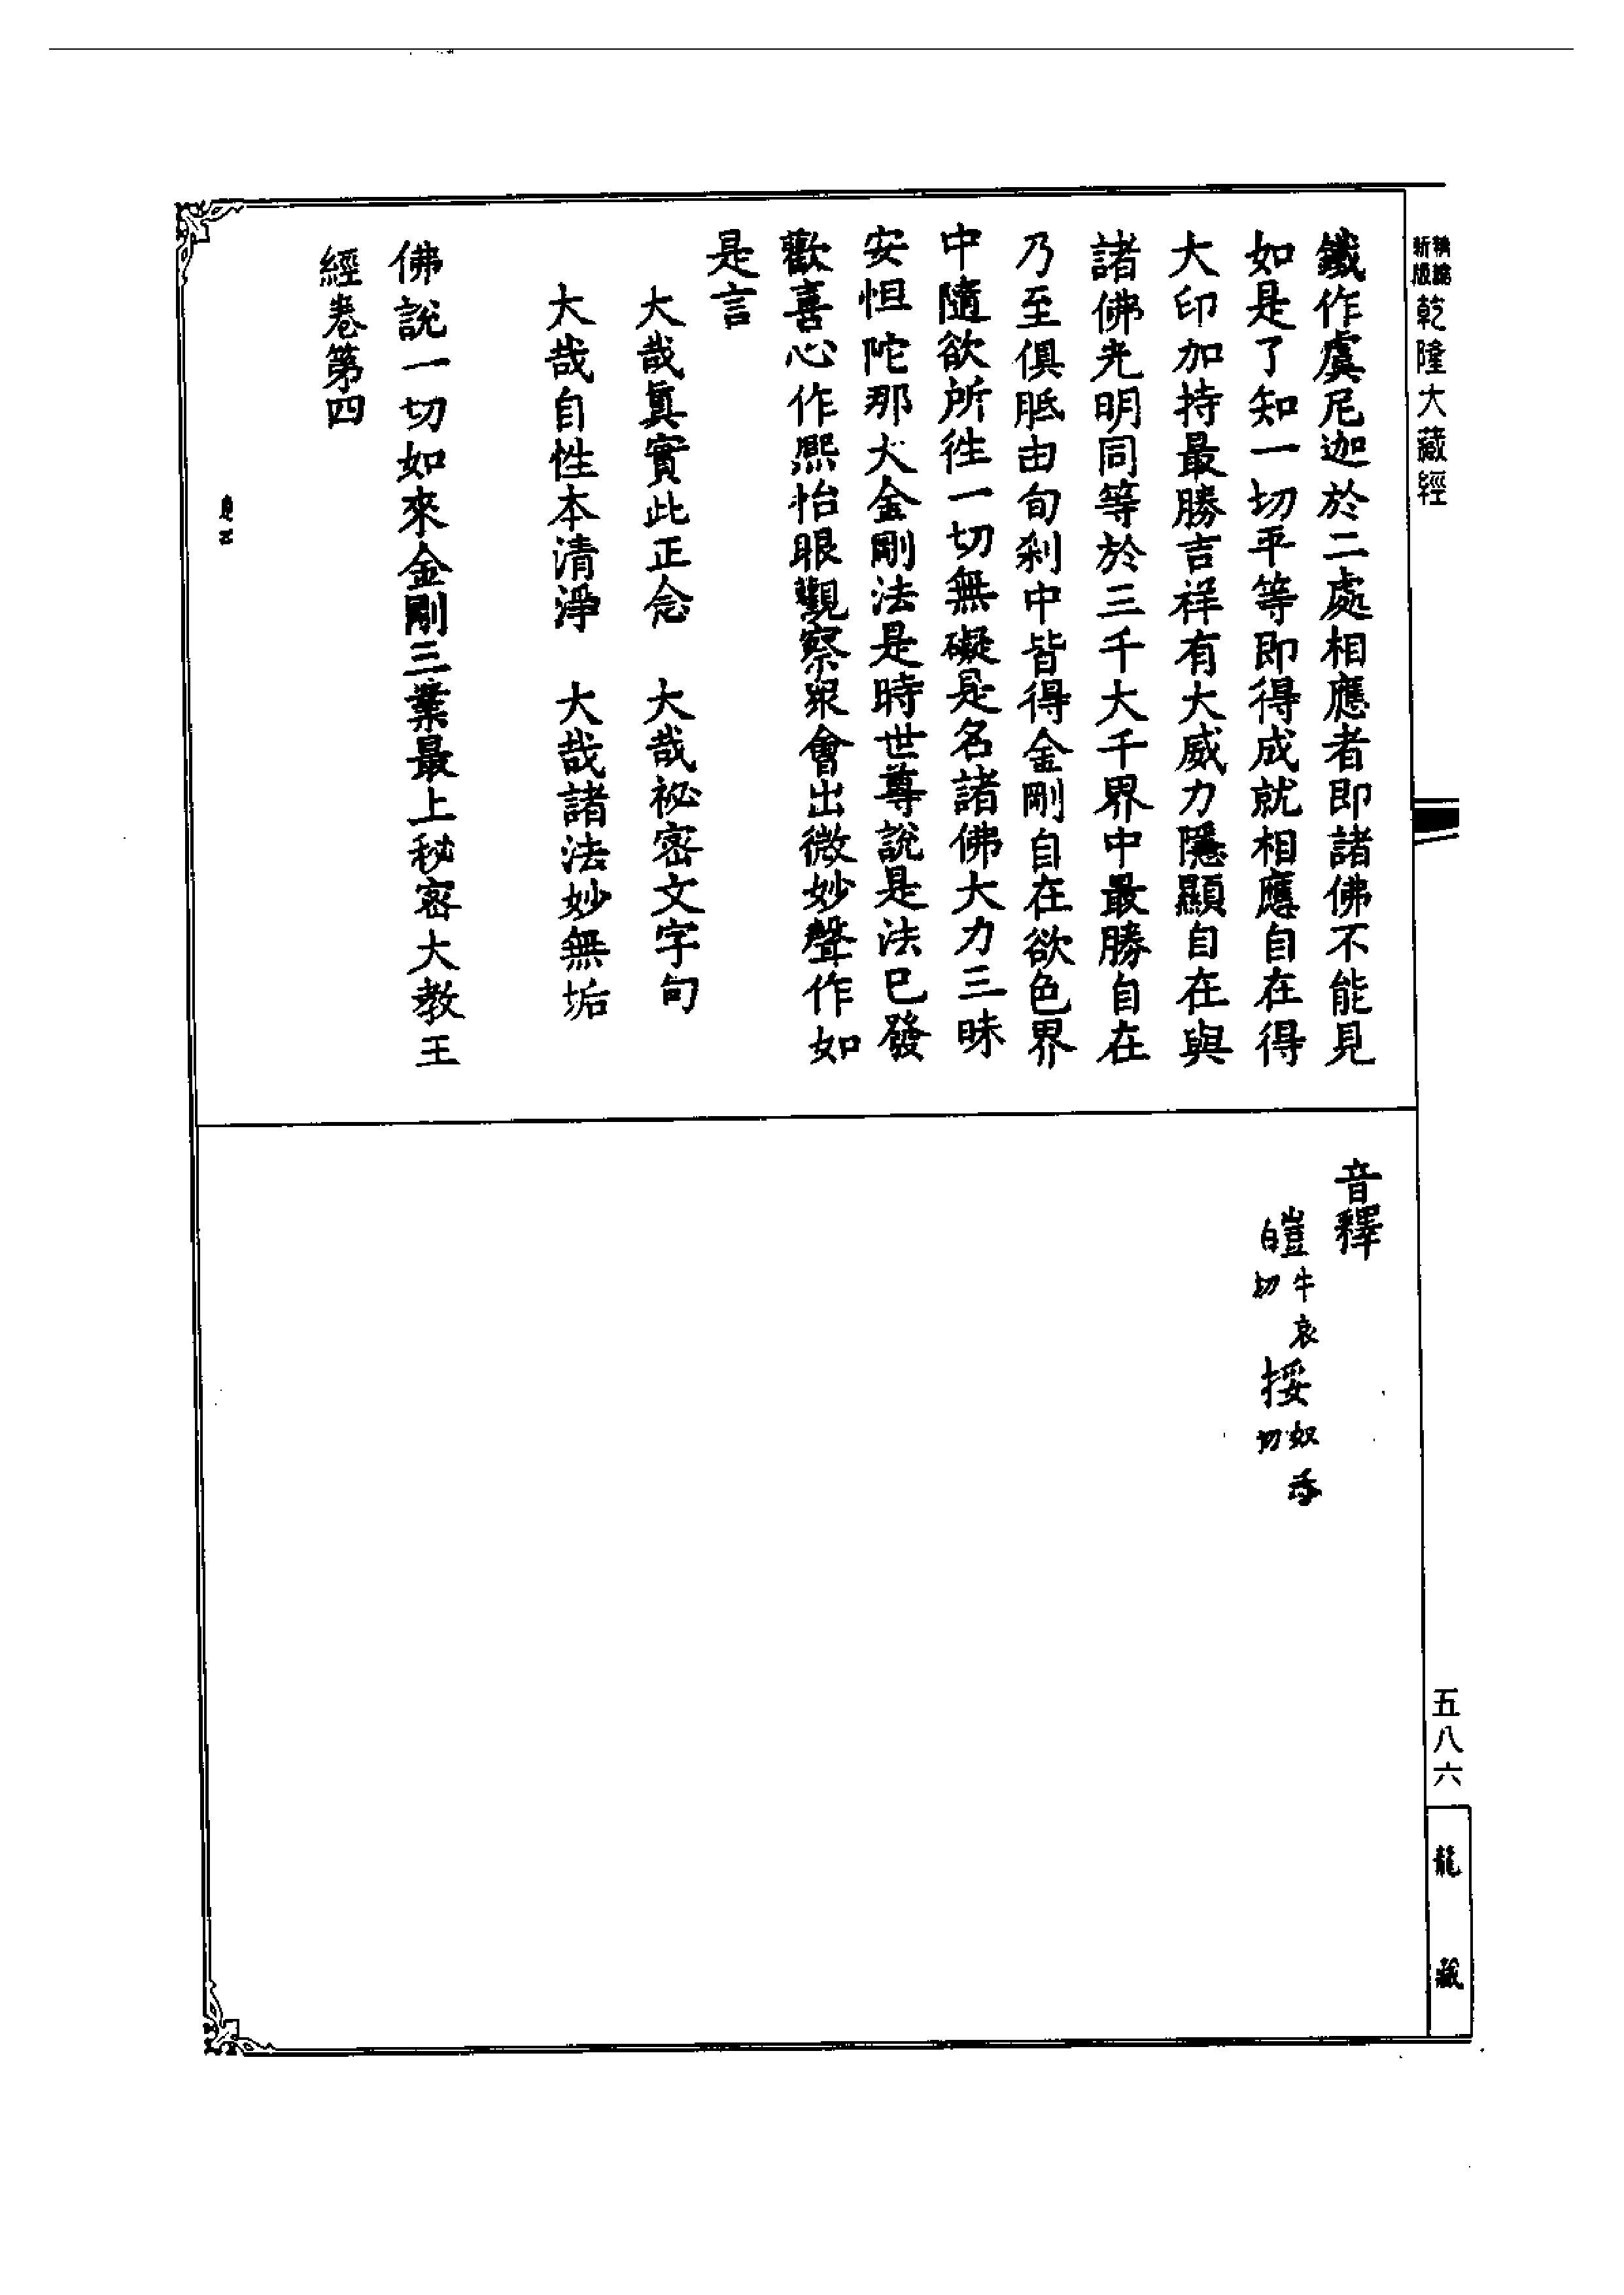 新版
精編
乾隆大藏經
鐵作虞尼迦於二處相應者即諸佛不能見
如是了知一切平等即得成就相應自在得
大印加持最勝吉祥有大威力隱顯自在與
諸佛光明同等於三千大千界中最勝自在
乃至俱胝由旬剎中皆得金剛自在欲色界
中隨欲所往一切無礙是名諸佛大力三昧
安怛陀那大金剛法是時世尊說是法已發
歡喜心作熙怡眼觀察眾會出微妙聲作如
是言
大哉真實此正念　大哉祕密文字句
大哉自性本清淨　大哉諸法妙無垢
佛說一切如來金剛三業最上秘密大教王
經卷第四
音釋
皚牛哀切 挼奴禾切
五八六
龍藏